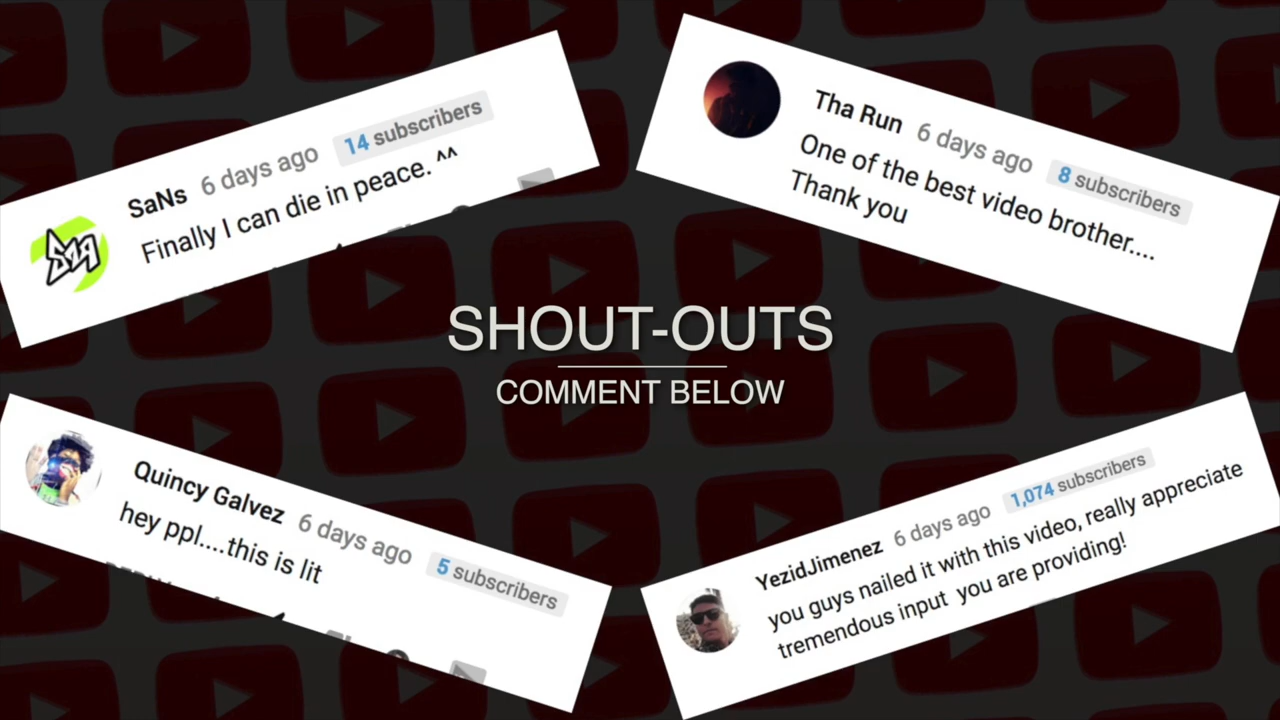 SaNs 6 days ago 14 subscribers
Finally I can die in peace. ^^
Tha Run 6 days ago 8 subscribers
One of the best video brother....
Thank you
SHOUT-OUTS
COMMENT BELOW
Quincy Galvez 6 days ago 5 subscribers
hey ppl....this is lit
YezidJimenez 6 days ago 1,074 subscribers
you guys nailed it with this video, really appreciate
tremendous input you are providing!